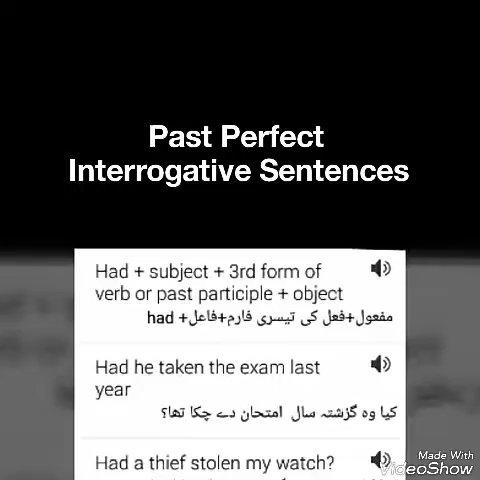 Past Perfect
Interrogative Sentences
Had + subject + 3rd form of
verb or past participle + object
مفعول+فعل کی تیسری فارم+فاعل+ had
Had he taken the exam last
year
کیا وہ گزشتہ سال امتحان دے چکا تھا؟
Had a thief stolen my watch?
Made With
VideoShow